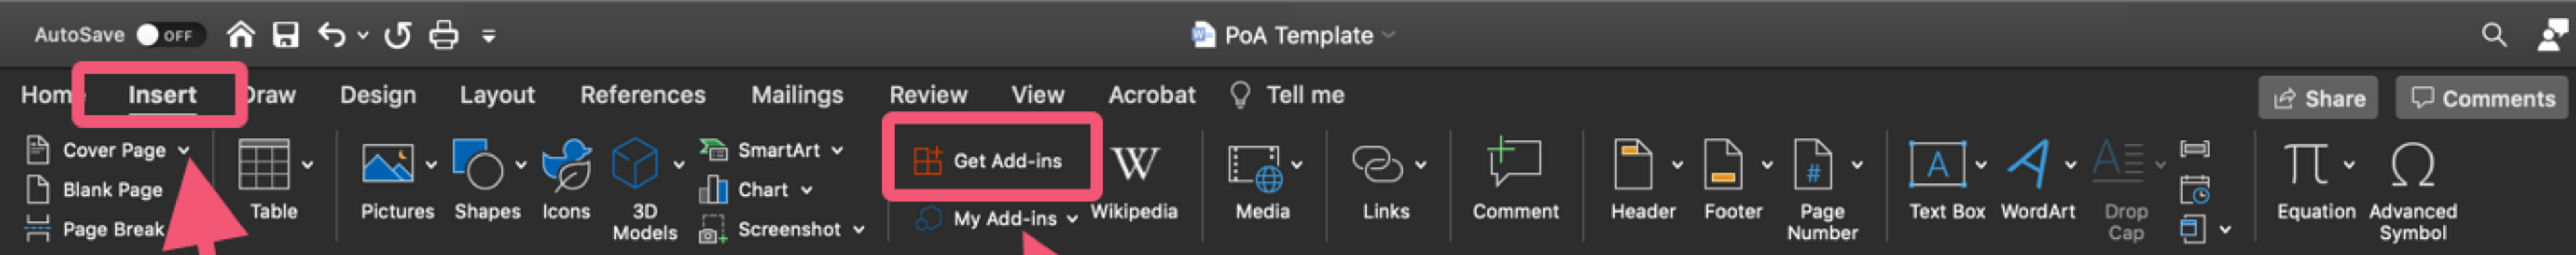 AutoSave OFF PoA Template
Home Insert Draw Design Layout References Mailings Review View Acrobat Tell me Share Comments
Cover Page
Blank Page
Page Break
Table
Pictures
Shapes
Icons
3D
Models
SmartArt
Chart
Screenshot
Get Add-ins
My Add-ins
W
Wikipedia
Media
Links
Comment
Header
Footer
#
Page
Number
A
Text Box
A
WordArt
A
Drop
Cap
π
Equation
Ω
Advanced
Symbol